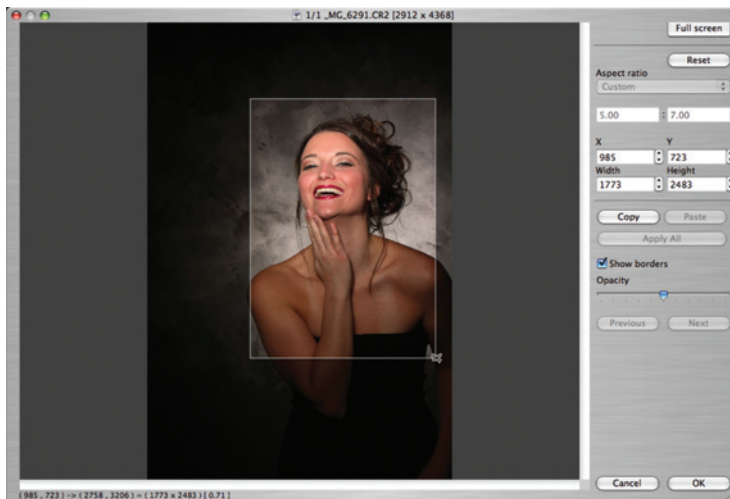 1/1 _MG_6291.CR2 [2912 x 4368]
Full screen
Reset
Aspect ratio
Custom
5.00 : 7.00
X Y
985 723
Width Height
1773 2483
Copy Paste
Apply All
Show borders
Opacity
Previous Next
Cancel OK
( 985 , 723 ) -> ( 2758 , 3206 ) = ( 1773 x 2483 ) [ 0.71 ]